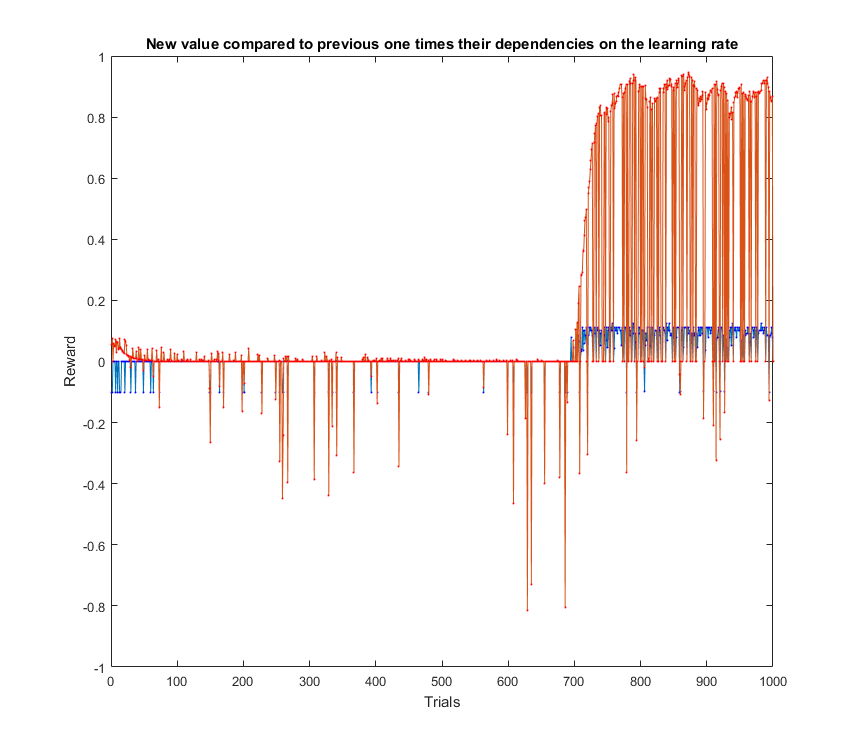 New value compared to previous one times their dependencies on the learning rate
1
0.8
0.6
0.4
0.2
0
-0.2
-0.4
-0.6
-0.8
-1
Reward
0 100 200 300 400 500 600 700 800 900 1000
Trials